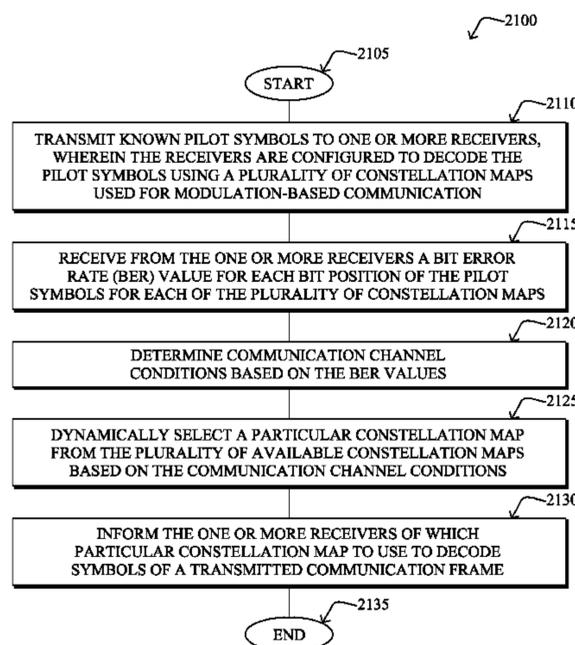 2100
2105
START
2110
TRANSMIT KNOWN PILOT SYMBOLS TO ONE OR MORE RECEIVERS,
WHEREIN THE RECEIVERS ARE CONFIGURED TO DECODE THE
PILOT SYMBOLS USING A PLURALITY OF CONSTELLATION MAPS
USED FOR MODULATION-BASED COMMUNICATION
2115
RECEIVE FROM THE ONE OR MORE RECEIVERS A BIT ERROR
RATE (BER) VALUE FOR EACH BIT POSITION OF THE PILOT
SYMBOLS FOR EACH OF THE PLURALITY OF CONSTELLATION MAPS
2120
DETERMINE COMMUNICATION CHANNEL
CONDITIONS BASED ON THE BER VALUES
2125
DYNAMICALLY SELECT A PARTICULAR CONSTELLATION MAP
FROM THE PLURALITY OF AVAILABLE CONSTELLATION MAPS
BASED ON THE COMMUNICATION CHANNEL CONDITIONS
2130
INFORM THE ONE OR MORE RECEIVERS OF WHICH
PARTICULAR CONSTELLATION MAP TO USE TO DECODE
SYMBOLS OF A TRANSMITTED COMMUNICATION FRAME
2135
END